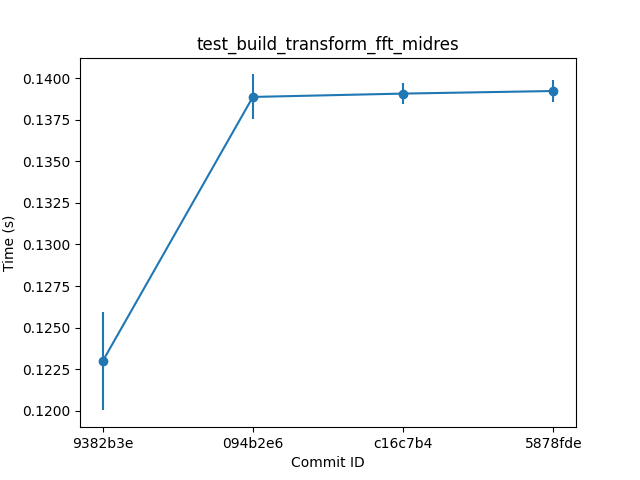 test_build_transform_fft_midres
0.1400
0.1375
0.1350
0.1325
0.1300
0.1275
0.1250
0.1225
0.1200
Time (s)
9382b3e 094b2e6 c16c7b4 5878fde
Commit ID